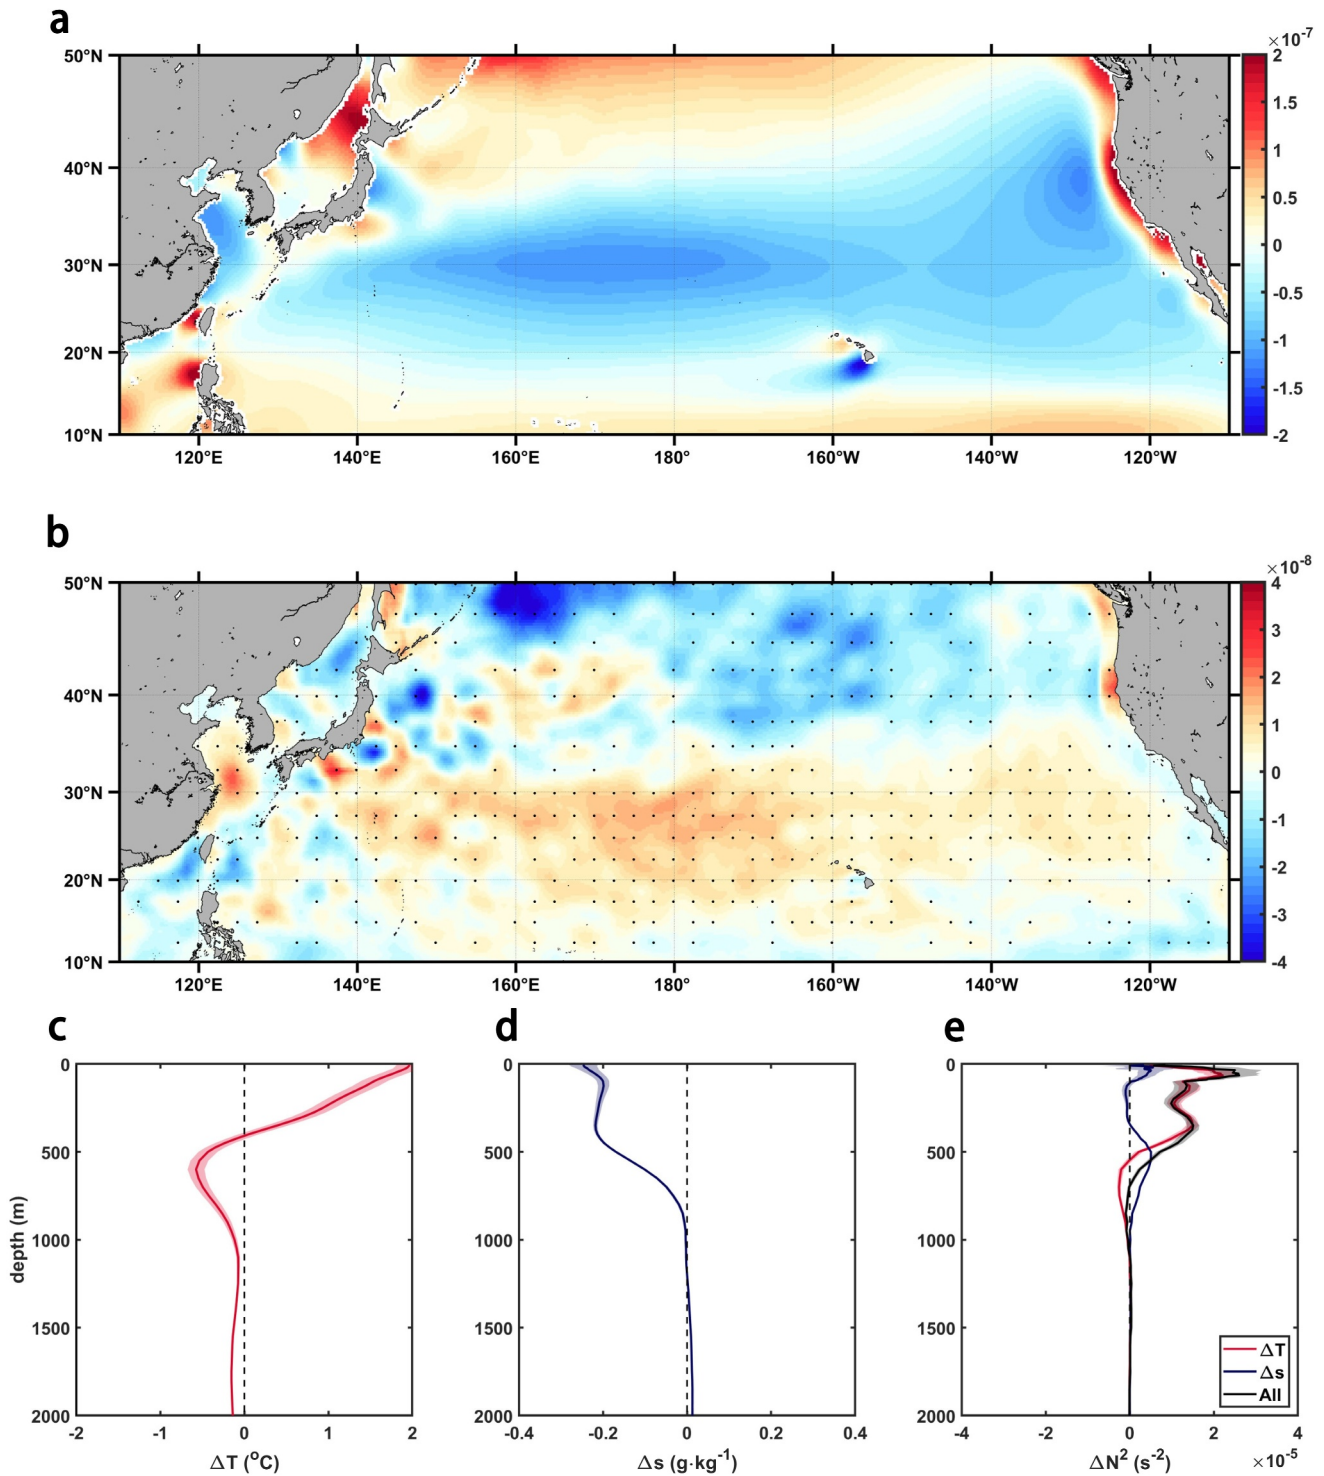 a
×10-7
50°N
40°N
30°N
20°N
10°N
120°E
140°E
160°E
180°
160°W
140°W
120°W
2
1.5
1
0.5
0
-0.5
-1
-1.5
-2
b
×10-8
50°N
40°N
30°N
20°N
10°N
120°E
140°E
160°E
180°
160°W
140°W
120°W
4
3
2
1
0
-1
-2
-3
-4
c
0
500
1000
1500
2000
depth (m)
-2
-1
0
1
2
ΔT (oC)
d
0
500
1000
1500
2000
-0.4
-0.2
0
0.2
0.4
Δs (g·kg-1)
e
0
500
1000
1500
2000
ΔT
Δs
All
-4
-2
0
2
4
ΔN2 (s-2)
×10-5